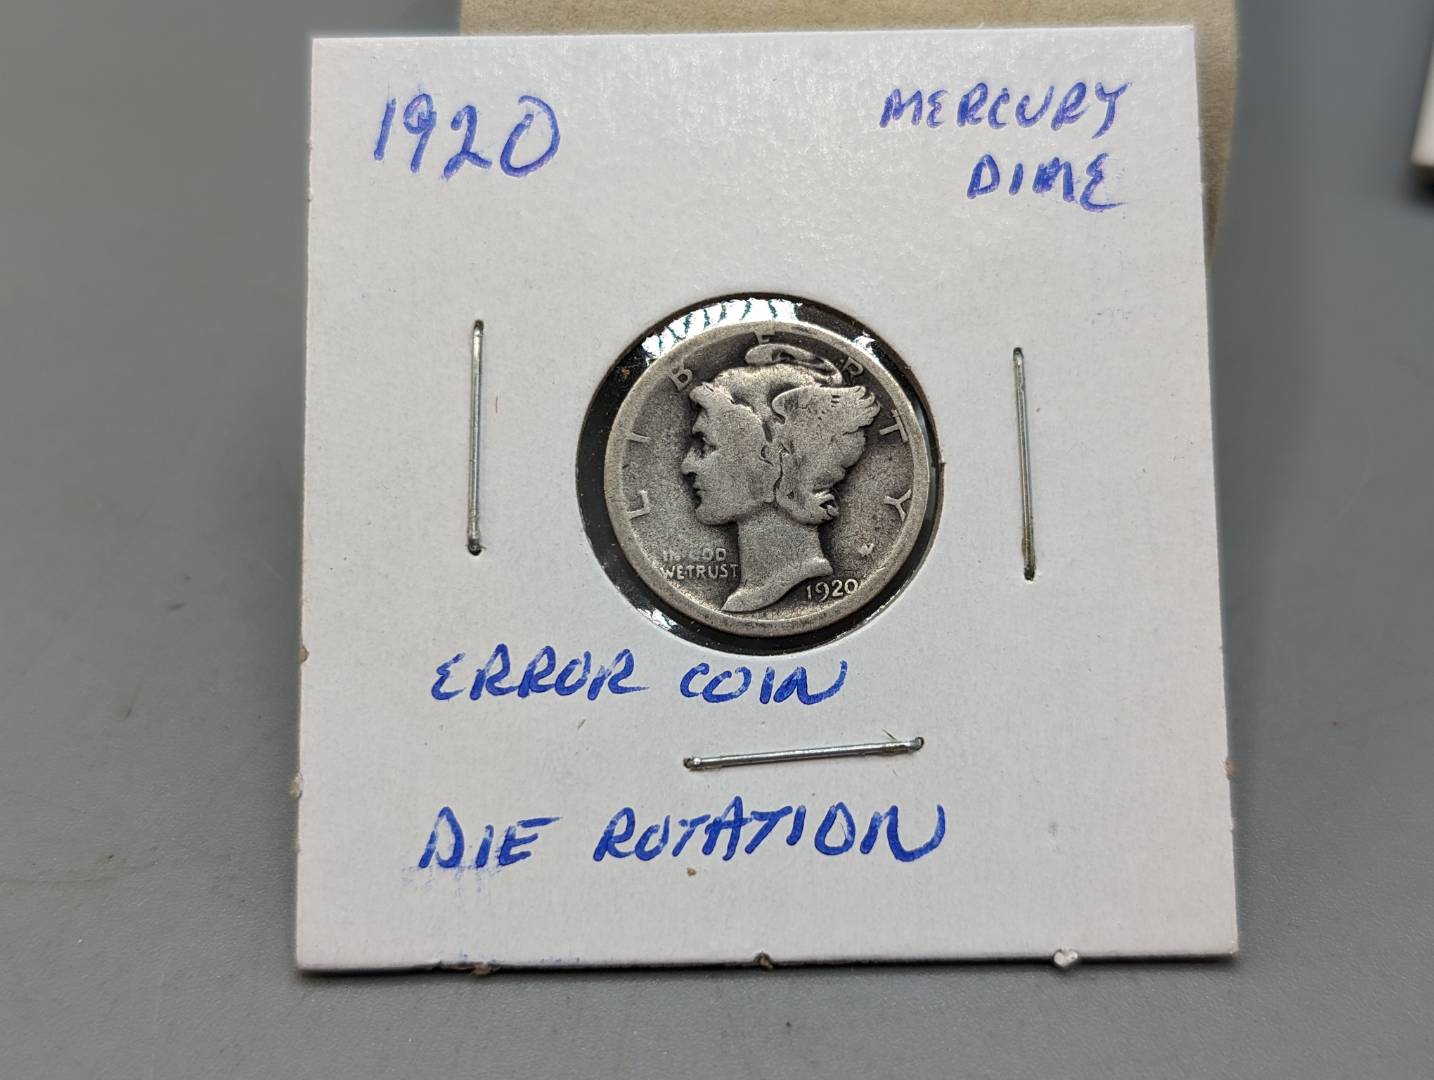 1920
MERCURY
DIME
LIBERTY
IN GOD
WE TRUST
1920
ERROR COIN
DIE ROTATION